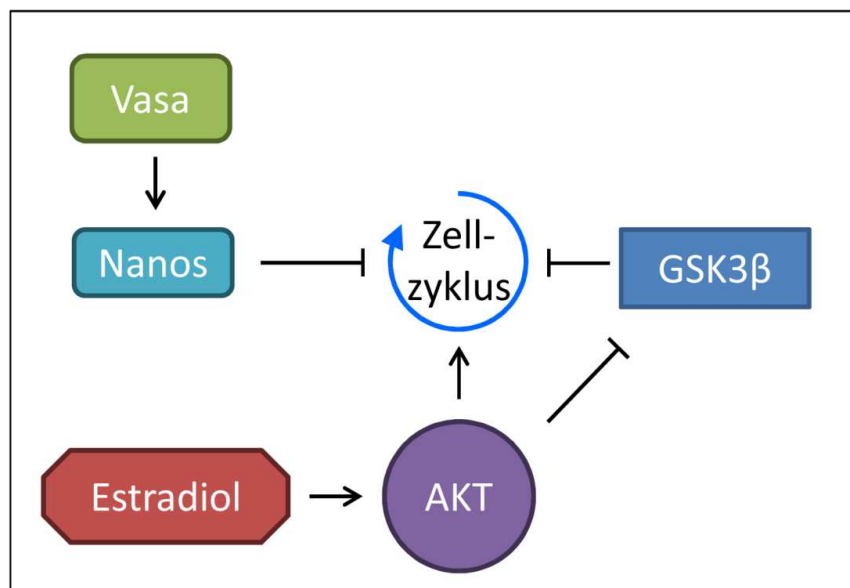 Vasa
Nanos
Zell-
zyklus
GSK3β
Estradiol
AKT